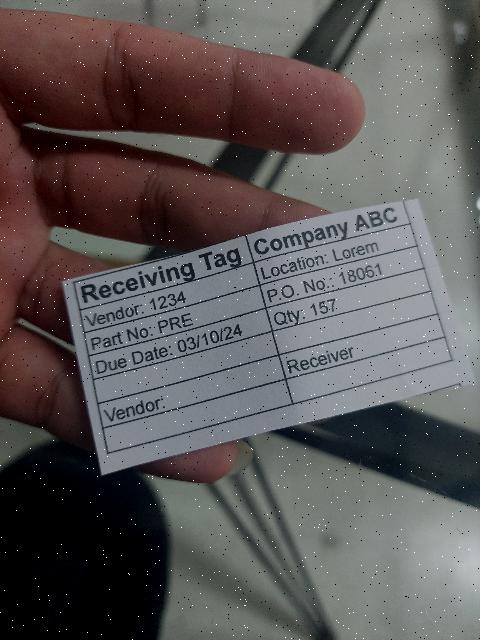 Receiving Tag Company ABC
Vendor: 1234 Location: Lorem
Part No: PRE P.O. No.: 18061
Due Date: 03/10/24 Qty: 157
Vendor: Receiver